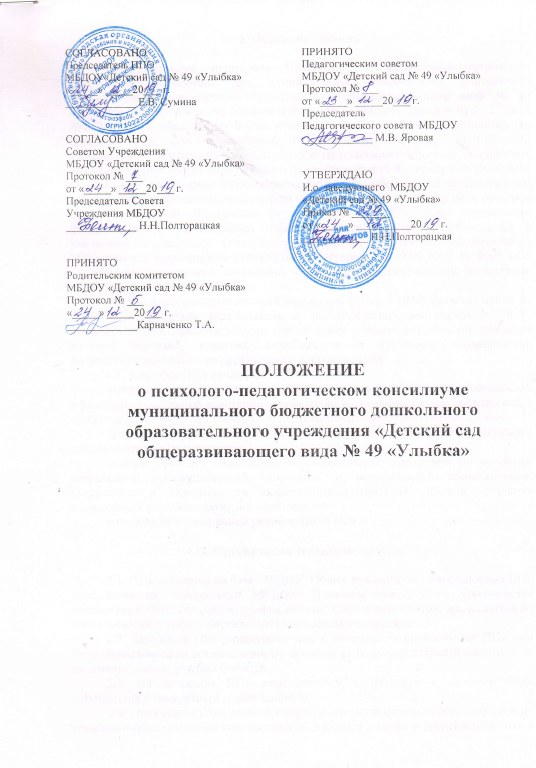 СОГЛАСОВАНО
Председатель ППО
МБДОУ «Детский сад № 49 «Улыбка»
2019 г.
Е.В. Сумина
СОГЛАСОВАНО
Советом Учреждения
МБДОУ «Детский сад № 49 «Улыбка»
Протокол №
от «24» 12 2019 г.
Председатель Совета
Учреждения МБДОУ
Н.Н.Полторацкая
ПРИНЯТО
Родительским комитетом
МБДОУ «Детский сад № 49 «Улыбка»
Протокол №
«24»12 2019 г.
Карначенко Т.А.
ПРИНЯТО
Педагогическим советом
МБДОУ «Детский сад № 49 «Улыбка»
Протокол № 8
от « » 12 2019г.
Председатель
Педагогического совета МБДОУ
М.В. Яровая
УТВЕРЖДАЮ
И.о. заведующего МБДОУ
«Детский сад № 49 «Улыбка»
Приказ №
от «24» 2019 г.
Н.Н.Полторацкая
ПОЛОЖЕНИЕ
о психолого-педагогическом консилиуме
муниципального бюджетного дошкольного
образовательного учреждения «Детский сад
общеразвивающего вида № 49 «Улыбка»